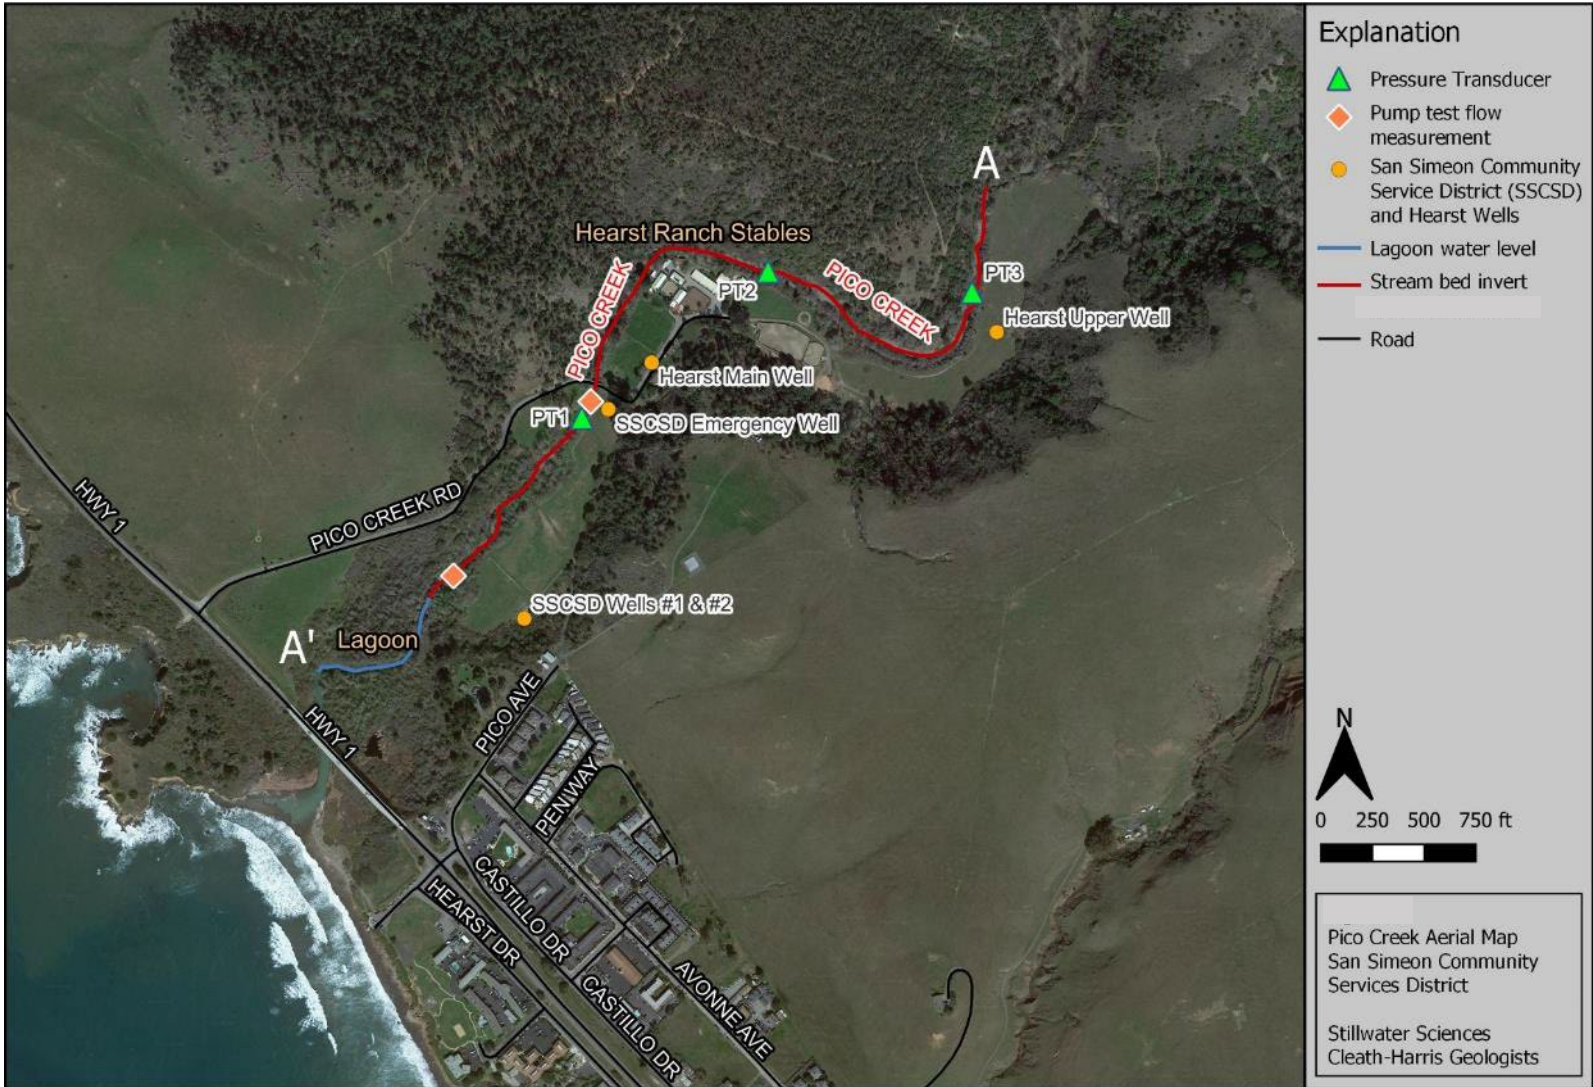 Explanation
Pressure Transducer
Pump test flow
measurement
San Simeon Community
Service District (SSCSD)
and Hearst Wells
Lagoon water level
Stream bed invert
Road
A
Hearst Ranch Stables
PICO CREEK
PT2
PICO CREEK
PT3
Hearst Upper Well
Hearst Main Well
PT1
SSCSD Emergency Well
HWY 1
PICO CREEK RD
SSCSD Wells #1 & #2
A'
Lagoon
HWY 1
PICO AVE
PENIWAY
CASTILLO DR
HEARST DR
CASTILLO DR
AVONNE AVE
N
0 250 500 750 ft
Pico Creek Aerial Map
San Simeon Community
Services District
Stillwater Sciences
Cleath-Harris Geologists